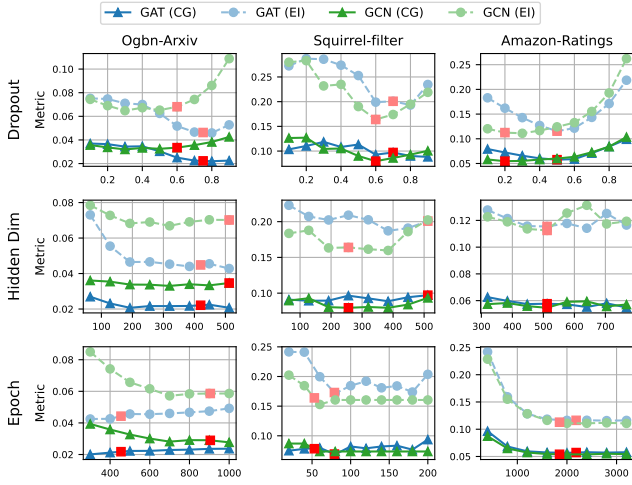 GAT (CG) GAT (EI) GCN (CG) GCN (EI)
Ogbn-Arxiv Squirrel-filter Amazon-Ratings
Dropout
Metric
0.10
0.08
0.06
0.04
0.02
0.2 0.4 0.6 0.8
0.25
0.20
0.15
0.10
0.2 0.4 0.6 0.8
0.25
0.20
0.15
0.10
0.05
0.2 0.4 0.6 0.8
Hidden Dim
Metric
0.08
0.06
0.04
0.02
100 200 300 400 500
0.20
0.15
0.10
100 200 300 400 500
0.12
0.10
0.08
0.06
300 400 500 600 700
Epoch
Metric
0.08
0.06
0.04
0.02
400 600 800 1000
0.25
0.20
0.15
0.10
50 100 150 200
0.25
0.20
0.15
0.10
0.05
1000 2000 3000